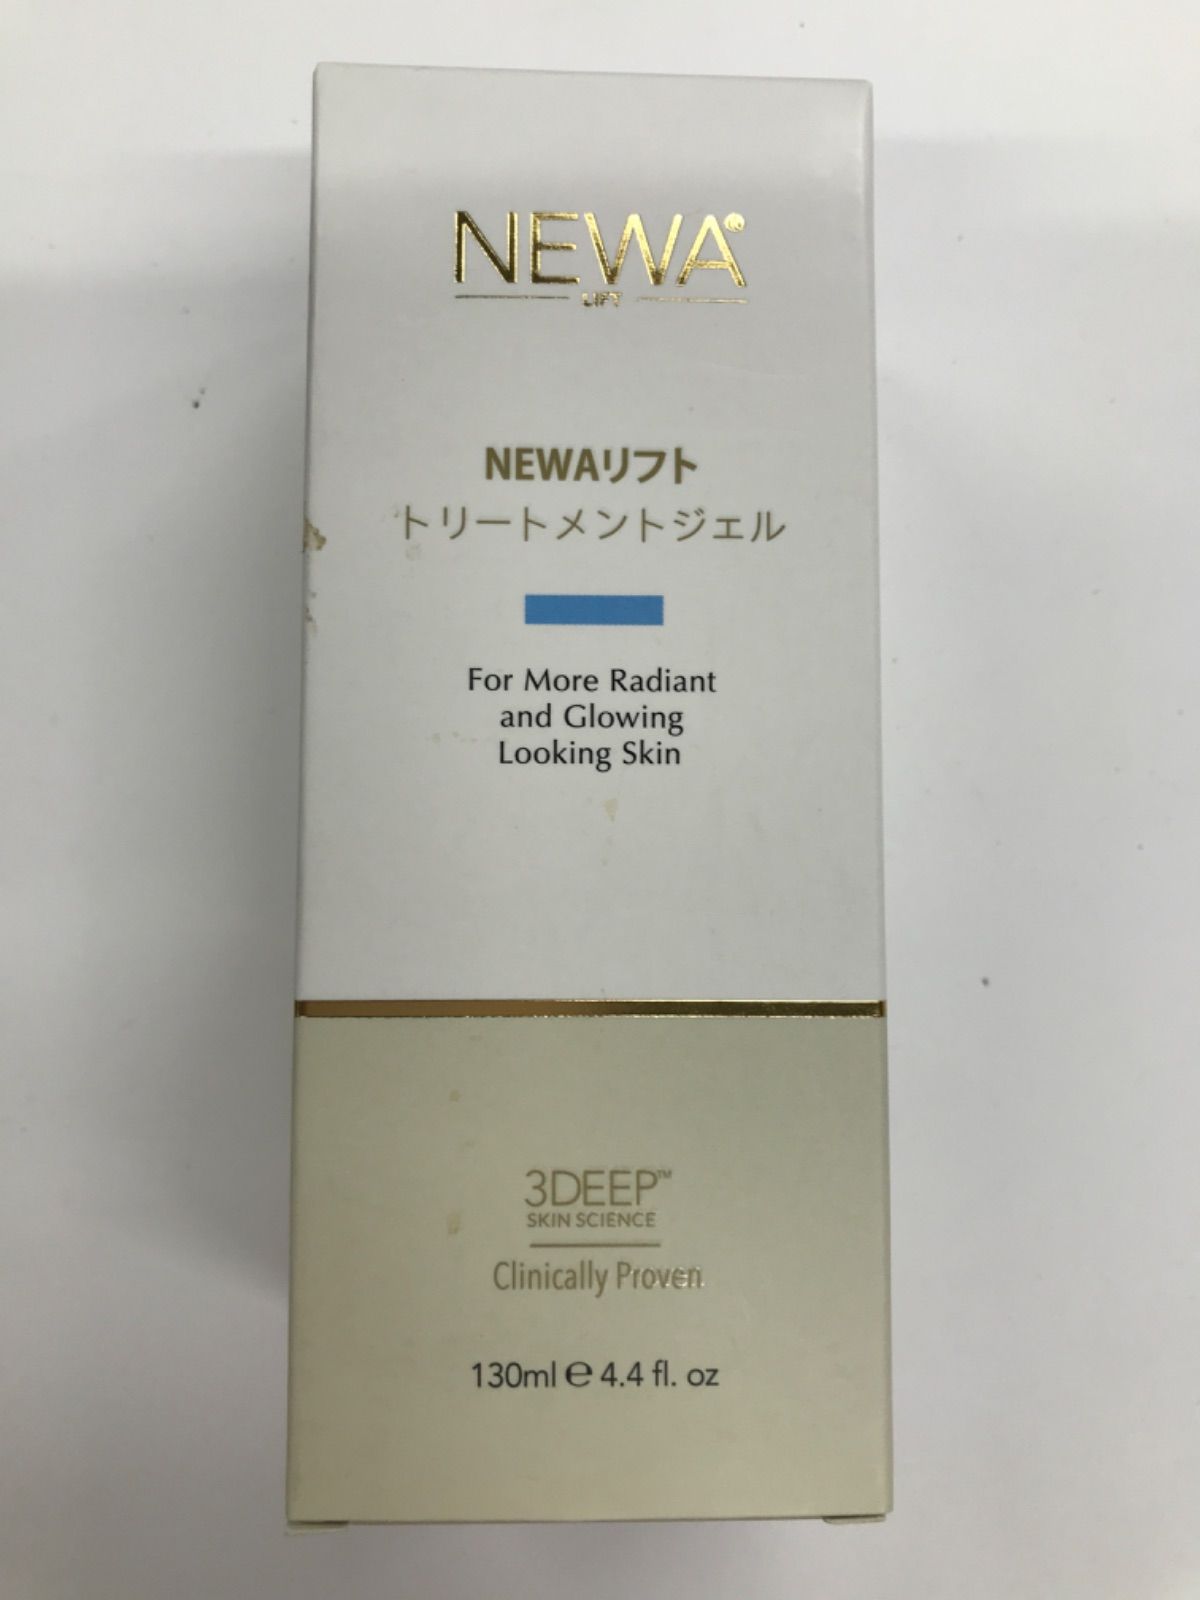 NEWA®
LIFT
NEWAリフト
トリートメントジェル
For More Radiant
and Glowing
Looking Skin
3DEEP™
SKIN SCIENCE
Clinically Proven
130ml ℮ 4.4 fl. oz